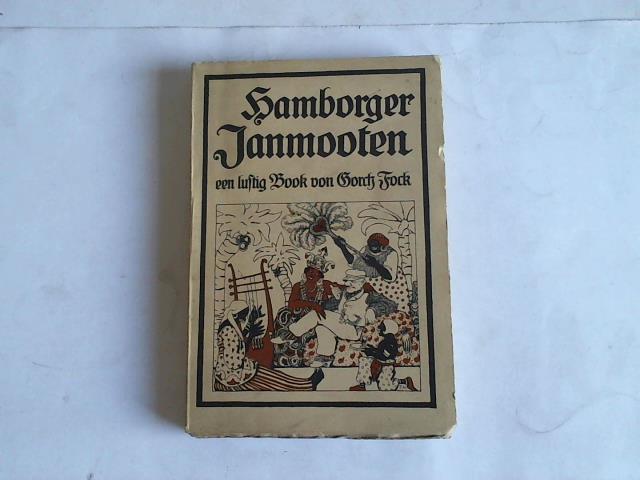 Hamborger
Janmooten
een lustig Book von Gorch Fock